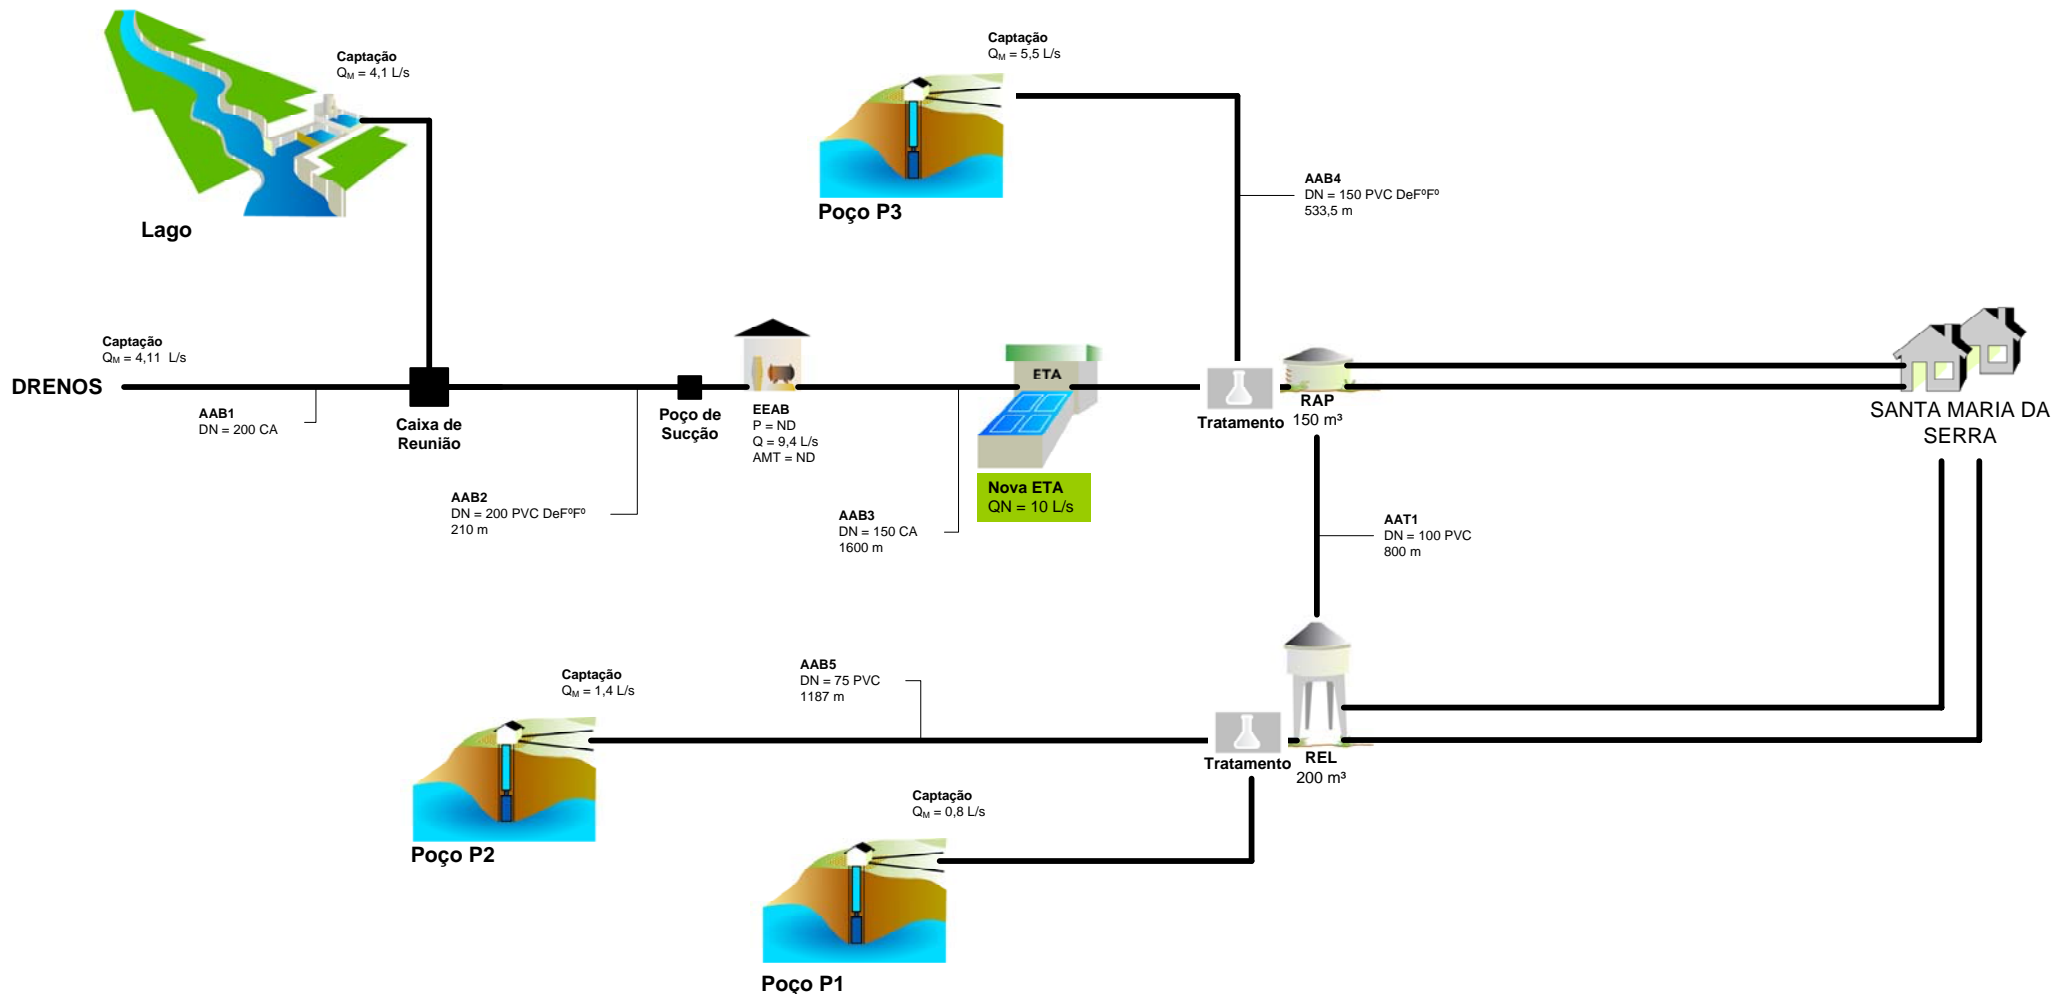 Captação
QM = 4,1 L/s
Lago
Captação
QM = 5,5 L/s
Poço P3
AAB4
DN = 150 PVC DeFºFº
533,5 m
Captação
QM = 4,11 L/s
DRENOS
AAB1
DN = 200 CA
Caixa de
Reunião
AAB2
DN = 200 PVC DeFºFº
210 m
Poço de
Sucção
EEAB
P = ND
Q = 9,4 L/s
AMT = ND
AAB3
DN = 150 CA
1600 m
ETA
Nova ETA
QN = 10 L/s
Tratamento
RAP
150 m³
SANTA MARIA DA
SERRA
AAT1
DN = 100 PVC
800 m
Captação
QM = 1,4 L/s
Poço P2
AAB5
DN = 75 PVC
1187 m
Tratamento
REL
200 m³
Captação
QM = 0,8 L/s
Poço P1